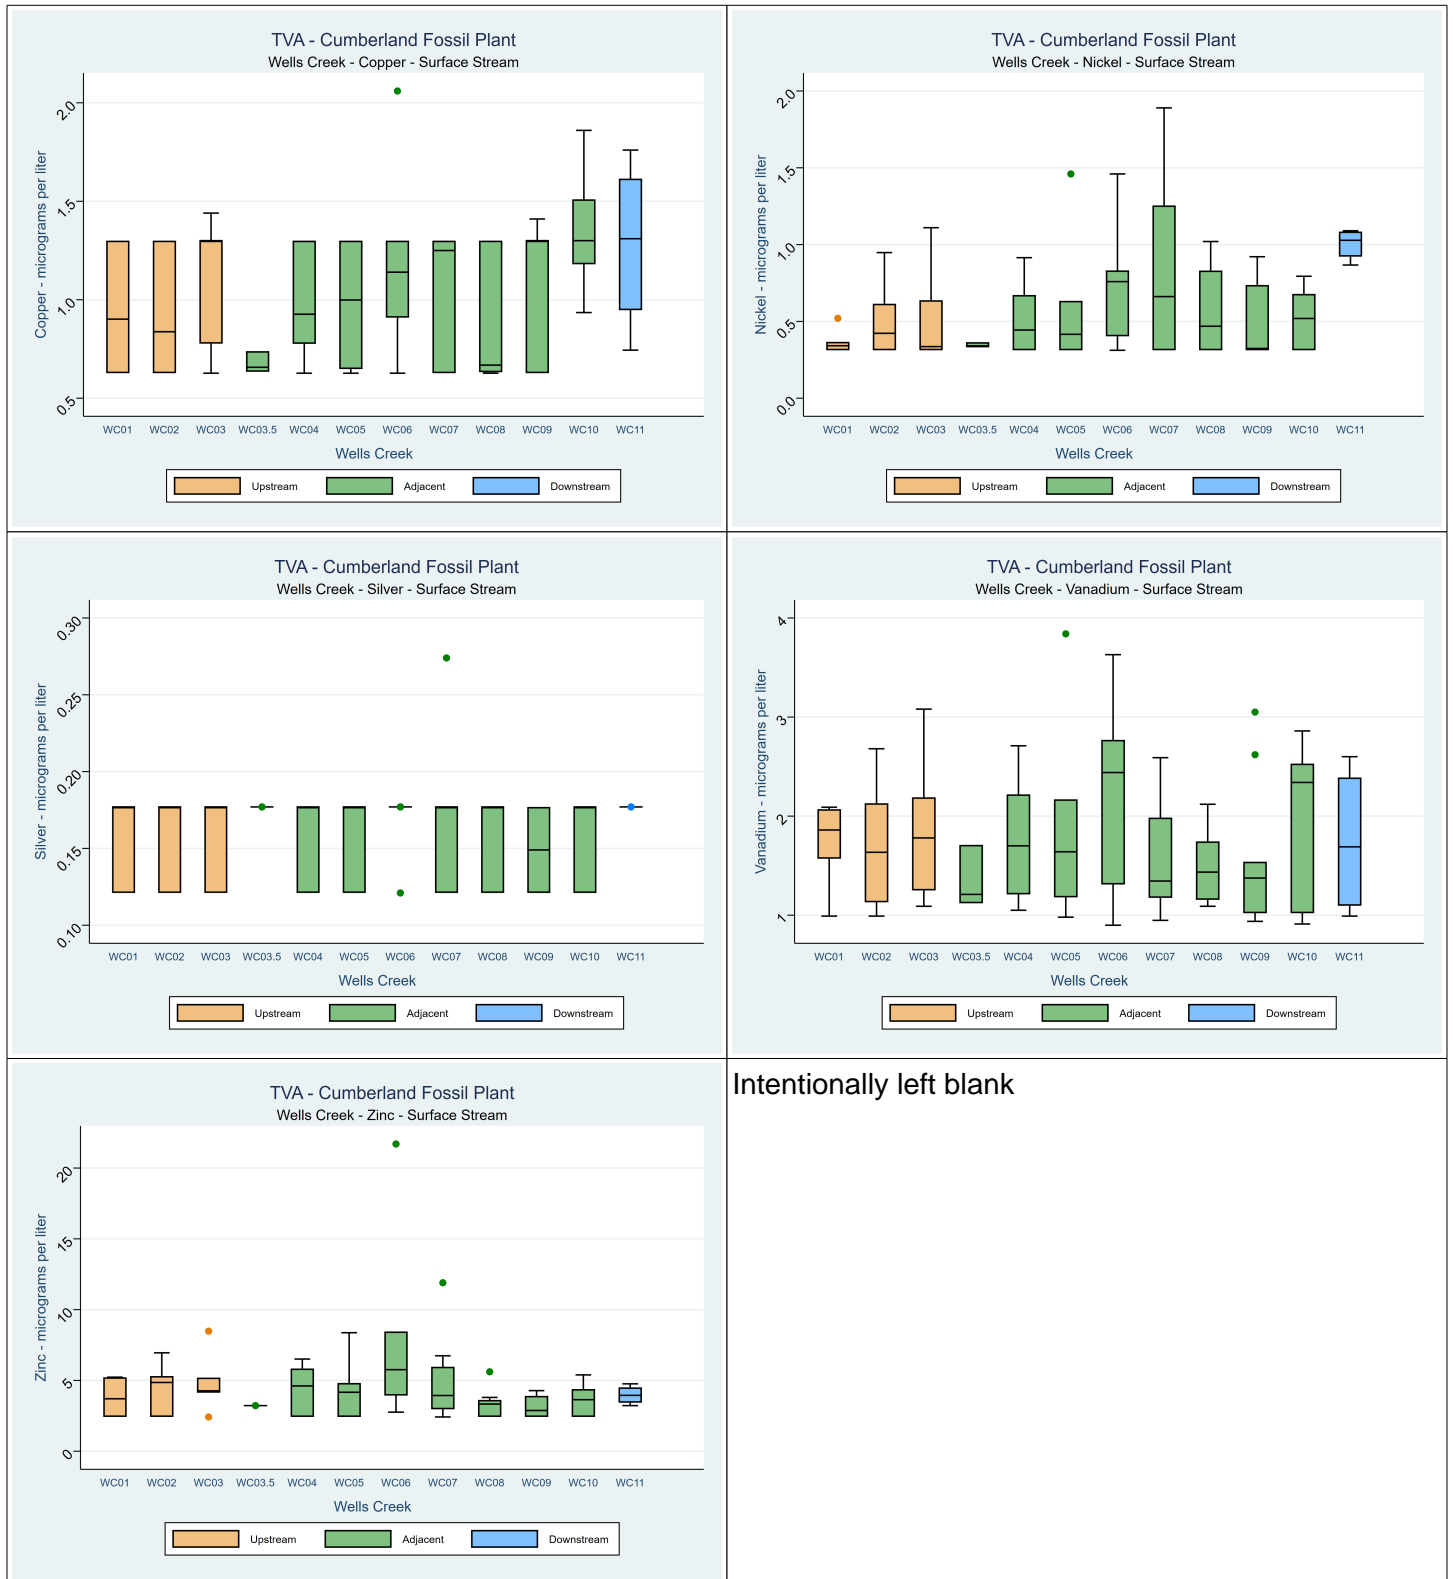 TVA - Cumberland Fossil Plant
Wells Creek - Copper - Surface Stream
Copper - micrograms per liter
2.0
1.5
1.0
0.5
WC01 WC02 WC03 WC03.5 WC04 WC05 WC06 WC07 WC08 WC09 WC10 WC11
Wells Creek
Upstream Adjacent Downstream
TVA - Cumberland Fossil Plant
Wells Creek - Nickel - Surface Stream
Nickel - micrograms per liter
2.0
1.5
1.0
0.5
0.0
WC01 WC02 WC03 WC03.5 WC04 WC05 WC06 WC07 WC08 WC09 WC10 WC11
Wells Creek
Upstream Adjacent Downstream
TVA - Cumberland Fossil Plant
Wells Creek - Silver - Surface Stream
Silver - micrograms per liter
0.30
0.25
0.20
0.15
0.10
WC01 WC02 WC03 WC03.5 WC04 WC05 WC06 WC07 WC08 WC09 WC10 WC11
Wells Creek
Upstream Adjacent Downstream
TVA - Cumberland Fossil Plant
Wells Creek - Vanadium - Surface Stream
Vanadium - micrograms per liter
4
3
2
1
WC01 WC02 WC03 WC03.5 WC04 WC05 WC06 WC07 WC08 WC09 WC10 WC11
Wells Creek
Upstream Adjacent Downstream
TVA - Cumberland Fossil Plant
Wells Creek - Zinc - Surface Stream
Zinc - micrograms per liter
20
15
10
5
0
WC01 WC02 WC03 WC03.5 WC04 WC05 WC06 WC07 WC08 WC09 WC10 WC11
Wells Creek
Upstream Adjacent Downstream
Intentionally left blank